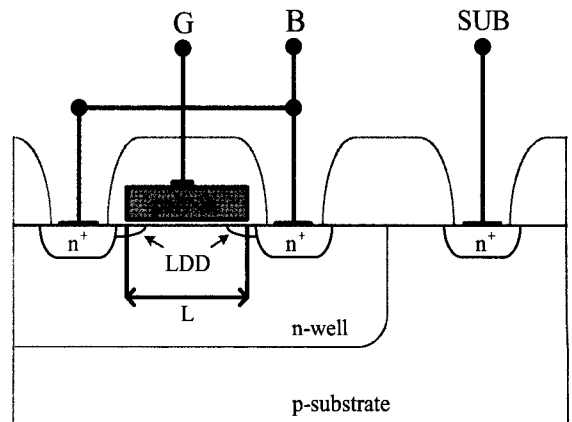 G B SUB
n⁺ n⁺ n⁺
LDD
L
n-well
p-substrate